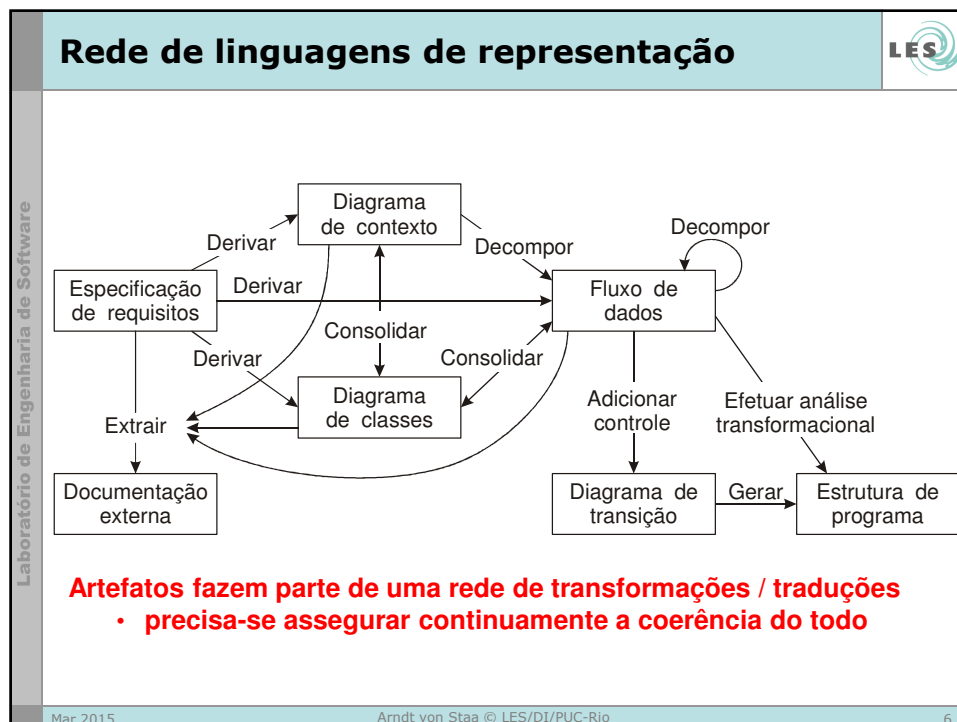 Rede de linguagens de representação
LES
Laboratório de Engenharia de Software
Diagrama
de contexto
Derivar
Decompor
Decompor
Especificação
de requisitos
Derivar
Fluxo de
dados
Consolidar
Derivar
Consolidar
Diagrama
de classes
Extrair
Adicionar
controle
Efetuar análise
transformacional
Documentação
externa
Diagrama de
transição
Gerar
Estrutura de
programa
Artefatos fazem parte de uma rede de transformações / traduções
• precisa-se assegurar continuamente a coerência do todo
Mar 2015
Arndt von Staa © LES/DI/PUC-Rio
6